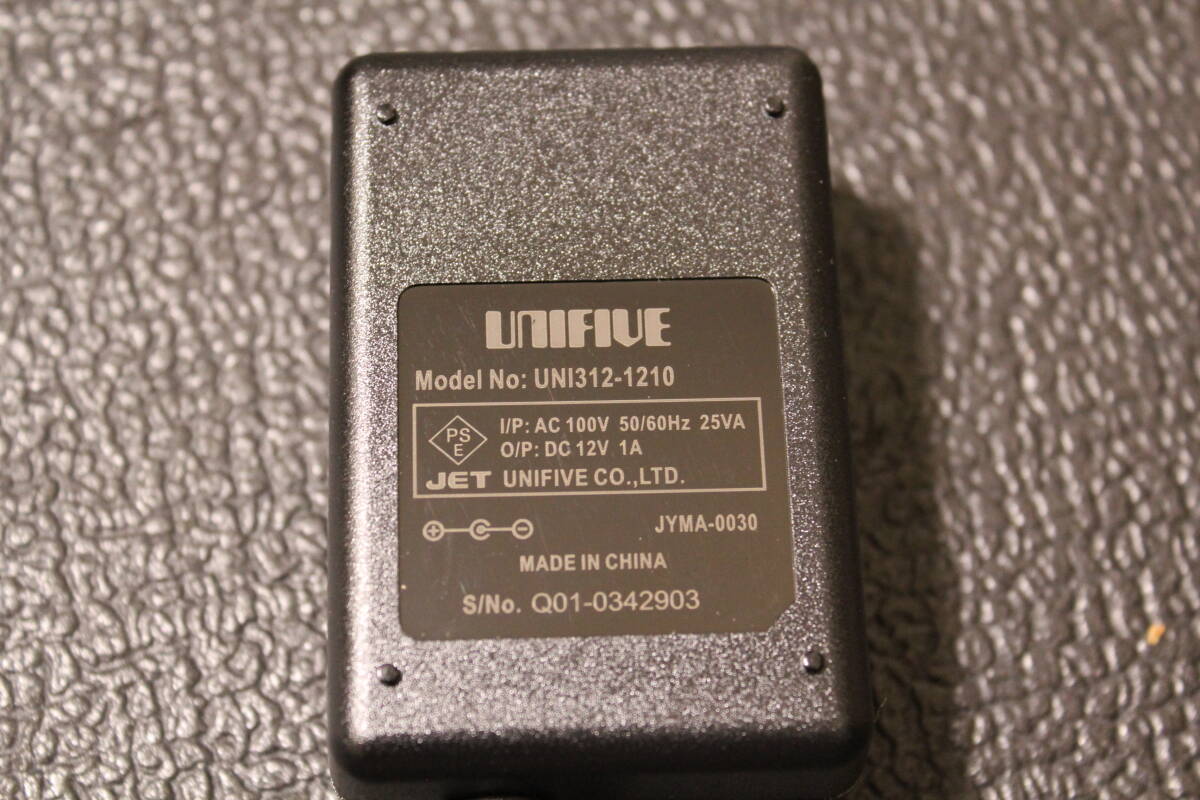 UNIFIVE
Model No: UNI312-1210
PS
E
I/P: AC 100V 50/60Hz 25VA
O/P: DC 12V 1A
JET UNIFIVE CO.,LTD.
JYMA-0030
MADE IN CHINA
S/No. Q01-0342903